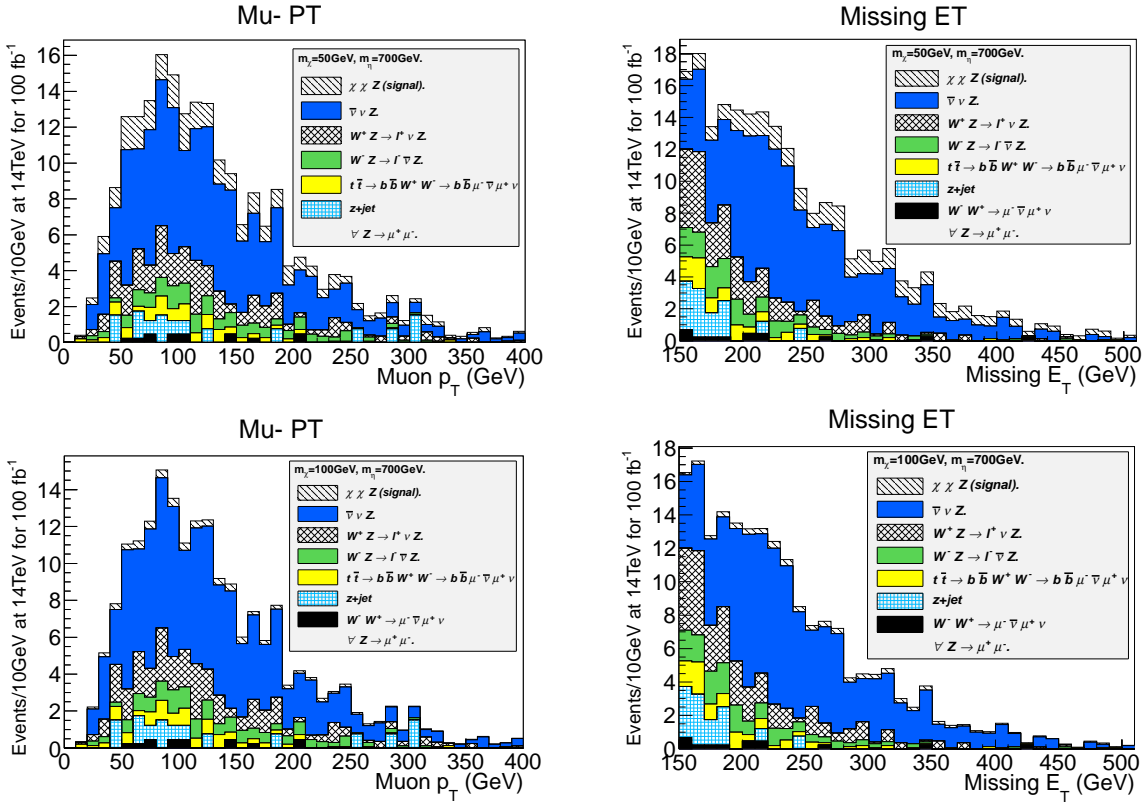 Mu- PT
Events/10GeV at 14TeV for 100 fb⁻¹
16
14
12
10
8
6
4
2
0
m_χ=50GeV, m_η=700GeV.
χ χ Z (signal).
ν̅ ν Z.
W⁺ Z → l⁺ ν Z.
W⁻ Z → l⁻ ν̅ Z.
t t̅ → b b̅ W⁺ W⁻ → b b̅ μ⁻ ν̅ μ⁺ ν
z+jet
W⁻ W⁺ → μ⁻ ν̅ μ⁺ ν
∀ Z → μ⁺ μ⁻.
0 50 100 150 200 250 300 350 400
Muon p_T (GeV)
Missing ET
Events/10GeV at 14TeV for 100 fb⁻¹
18
16
14
12
10
8
6
4
2
0
m_χ=50GeV, m_η=700GeV.
χ χ Z (signal).
ν̅ ν Z.
W⁺ Z → l⁺ ν Z.
W⁻ Z → l⁻ ν̅ Z.
t t̅ → b b̅ W⁺ W⁻ → b b̅ μ⁻ ν̅ μ⁺ ν
z+jet
W⁻ W⁺ → μ⁻ ν̅ μ⁺ ν
∀ Z → μ⁺ μ⁻.
150 200 250 300 350 400 450 500
Missing E_T (GeV)
Mu- PT
Events/10GeV at 14TeV for 100 fb⁻¹
14
12
10
8
6
4
2
0
m_χ=100GeV, m_η=700GeV.
χ χ Z (signal).
ν̅ ν Z.
W⁺ Z → l⁺ ν Z.
W⁻ Z → l⁻ ν̅ Z.
t t̅ → b b̅ W⁺ W⁻ → b b̅ μ⁻ ν̅ μ⁺ ν
z+jet
W⁻ W⁺ → μ⁻ ν̅ μ⁺ ν
∀ Z → μ⁺ μ⁻.
0 50 100 150 200 250 300 350 400
Muon p_T (GeV)
Missing ET
Events/10GeV at 14TeV for 100 fb⁻¹
18
16
14
12
10
8
6
4
2
0
m_χ=100GeV, m_η=700GeV.
χ χ Z (signal).
ν̅ ν Z.
W⁺ Z → l⁺ ν Z.
W⁻ Z → l⁻ ν̅ Z.
t t̅ → b b̅ W⁺ W⁻ → b b̅ μ⁻ ν̅ μ⁺ ν
z+jet
W⁻ W⁺ → μ⁻ ν̅ μ⁺ ν
∀ Z → μ⁺ μ⁻.
150 200 250 300 350 400 450 500
Missing E_T (GeV)